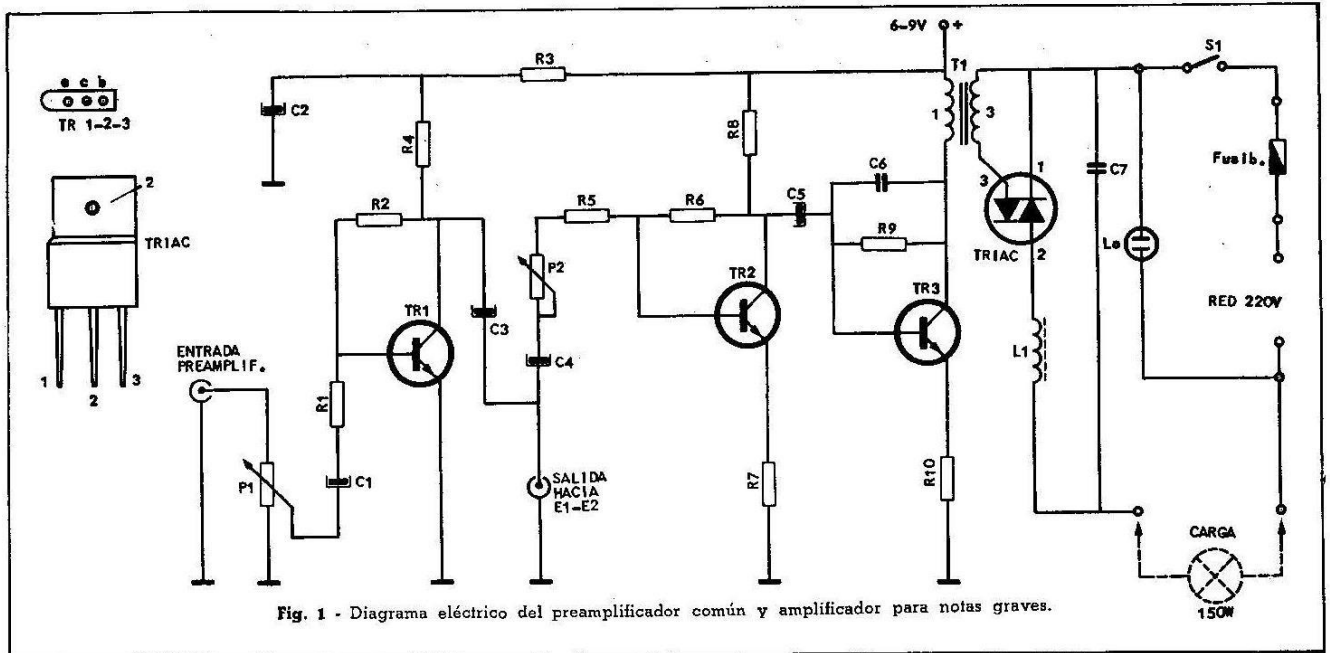 6-9V +
S1
R3
T1
e c b
C2
TR 1-2-3
R4
R8
1
3
Fusib.
C6
3
1
C7
2
R2
R5
R6
C5
TRIAC
R9
TRIAC
2
La
P2
TR2
TR3
RED 220V
TR1
C3
ENTRADA
PREAMPLIF.
C4
L1
1
3
2
R1
P1
C1
SALIDA
HACIA
E1-E2
R7
R10
CARGA
150W
Fig. 1 - Diagrama eléctrico del preamplificador común y amplificador para notas graves.